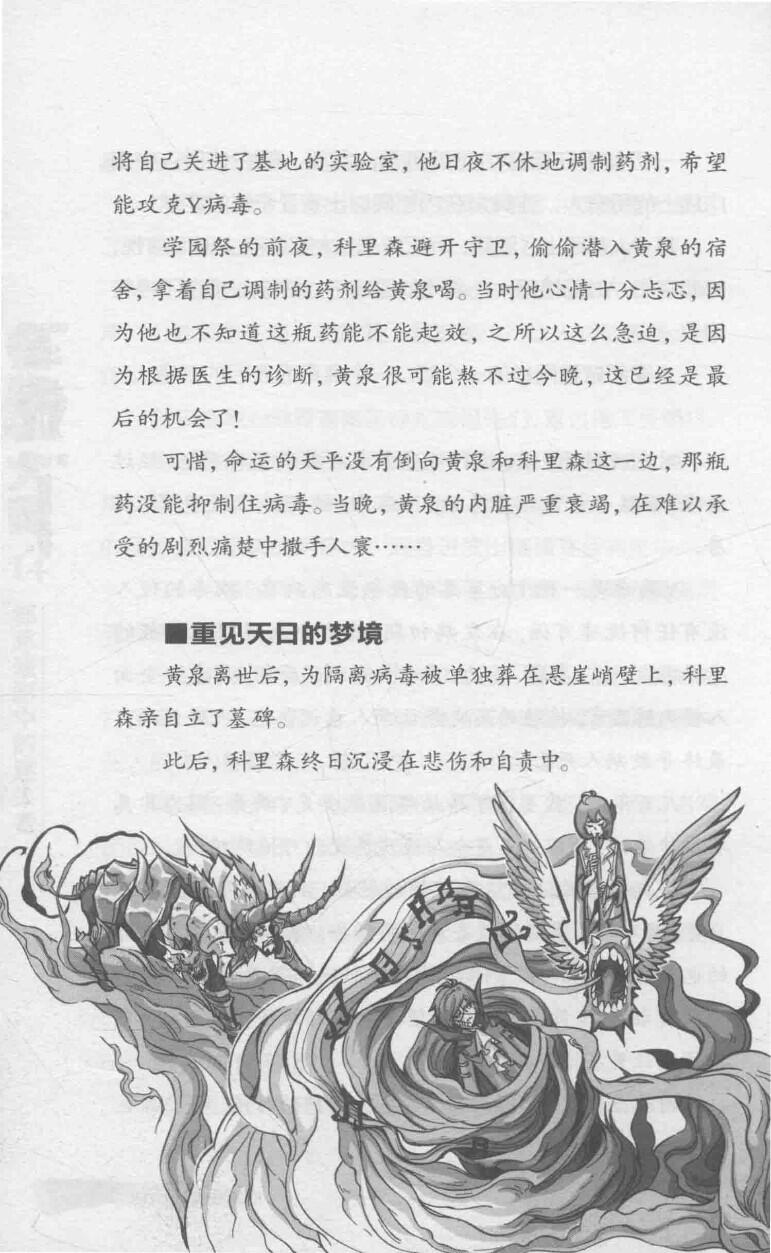 将自己关进了基地的实验室，他日夜不休地调制药剂，希望
能攻克Y病毒。
学园祭的前夜，科里森避开守卫，偷偷潜入黄泉的宿
舍，拿着自己调制的药剂给黄泉喝。当时他心情十分忐忑，因
为他也不知道这瓶药能不能起效，之所以这么急迫，是因
为根据医生的诊断，黄泉很可能熬不过今晚，这已经是最
后的机会了！
可惜，命运的天平没有倒向黄泉和科里森这一边，那瓶
药没能抑制住病毒。当晚，黄泉的内脏严重衰竭，在难以承
受的剧烈痛楚中撒手人寰……
■重见天日的梦境
黄泉离世后，为隔离病毒被单独葬在悬崖峭壁上，科里
森亲自立了墓碑。
此后，科里森终日沉浸在悲伤和自责中。